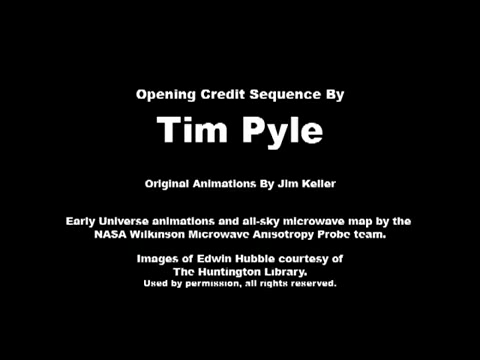 Opening Credit Sequence By
Tim Pyle
Original Animations By Jim Keller
Early Universe animations and all-sky microwave map by the
NASA Wilkinson Microwave Anisotropy Probe team.
Images of Edwin Hubble courtesy of
The Huntington Library.
Used by permission, all rights reserved.